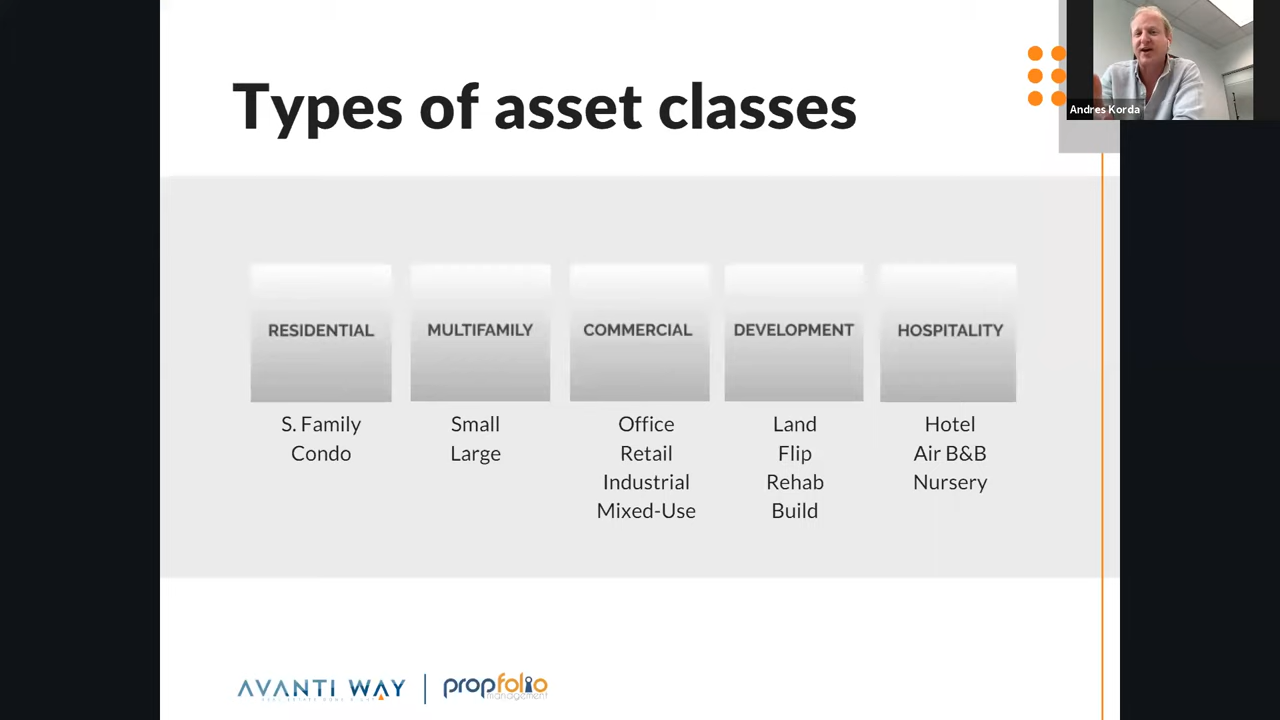 Types of asset classes
Andres Korda
RESIDENTIAL
S. Family
Condo
MULTIFAMILY
Small
Large
COMMERCIAL
Office
Retail
Industrial
Mixed-Use
DEVELOPMENT
Land
Flip
Rehab
Build
HOSPITALITY
Hotel
Air B&B
Nursery
AVANTI WAY
propfolio
management